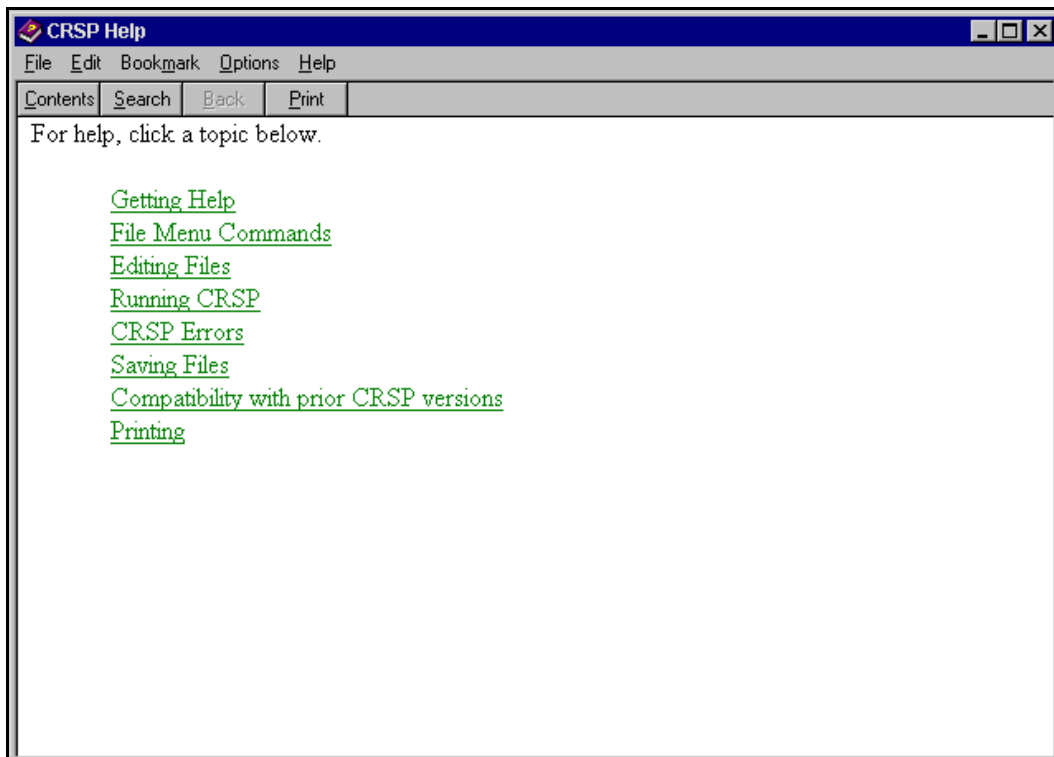 CRSP Help
File Edit Bookmark Options Help
Contents Search Back Print
For help, click a topic below.
Getting Help
File Menu Commands
Editing Files
Running CRSP
CRSP Errors
Saving Files
Compatibility with prior CRSP versions
Printing